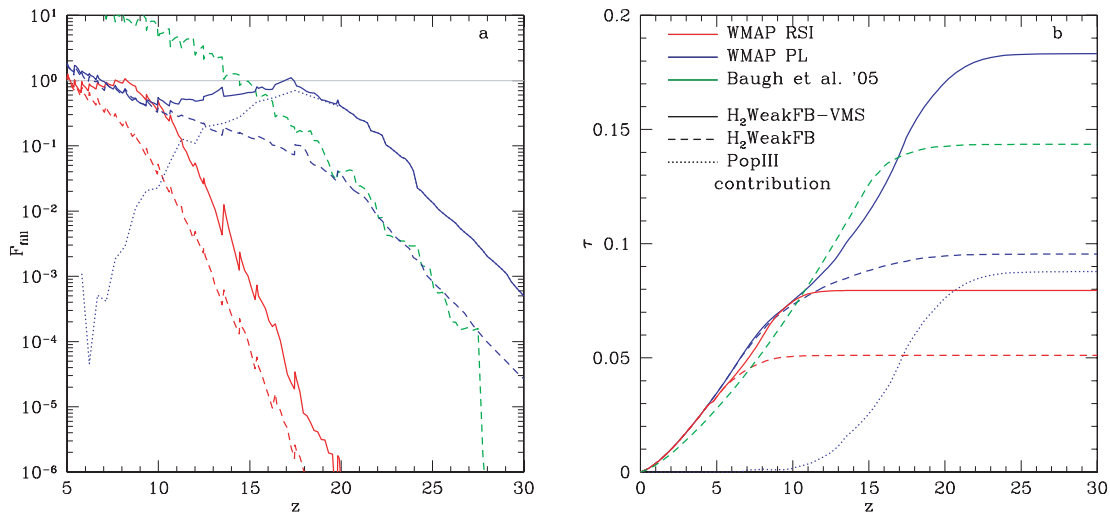 a
10¹
10⁰
10⁻¹
10⁻²
10⁻³
10⁻⁴
10⁻⁵
10⁻⁶
F_fill
5
10
15
20
25
30
z
b
WMAP RSI
WMAP PL
Baugh et al. '05
H₂WeakFB−VMS
H₂WeakFB
PopIII
contribution
0.2
0.15
0.1
0.05
0
τ
0
5
10
15
20
25
30
z